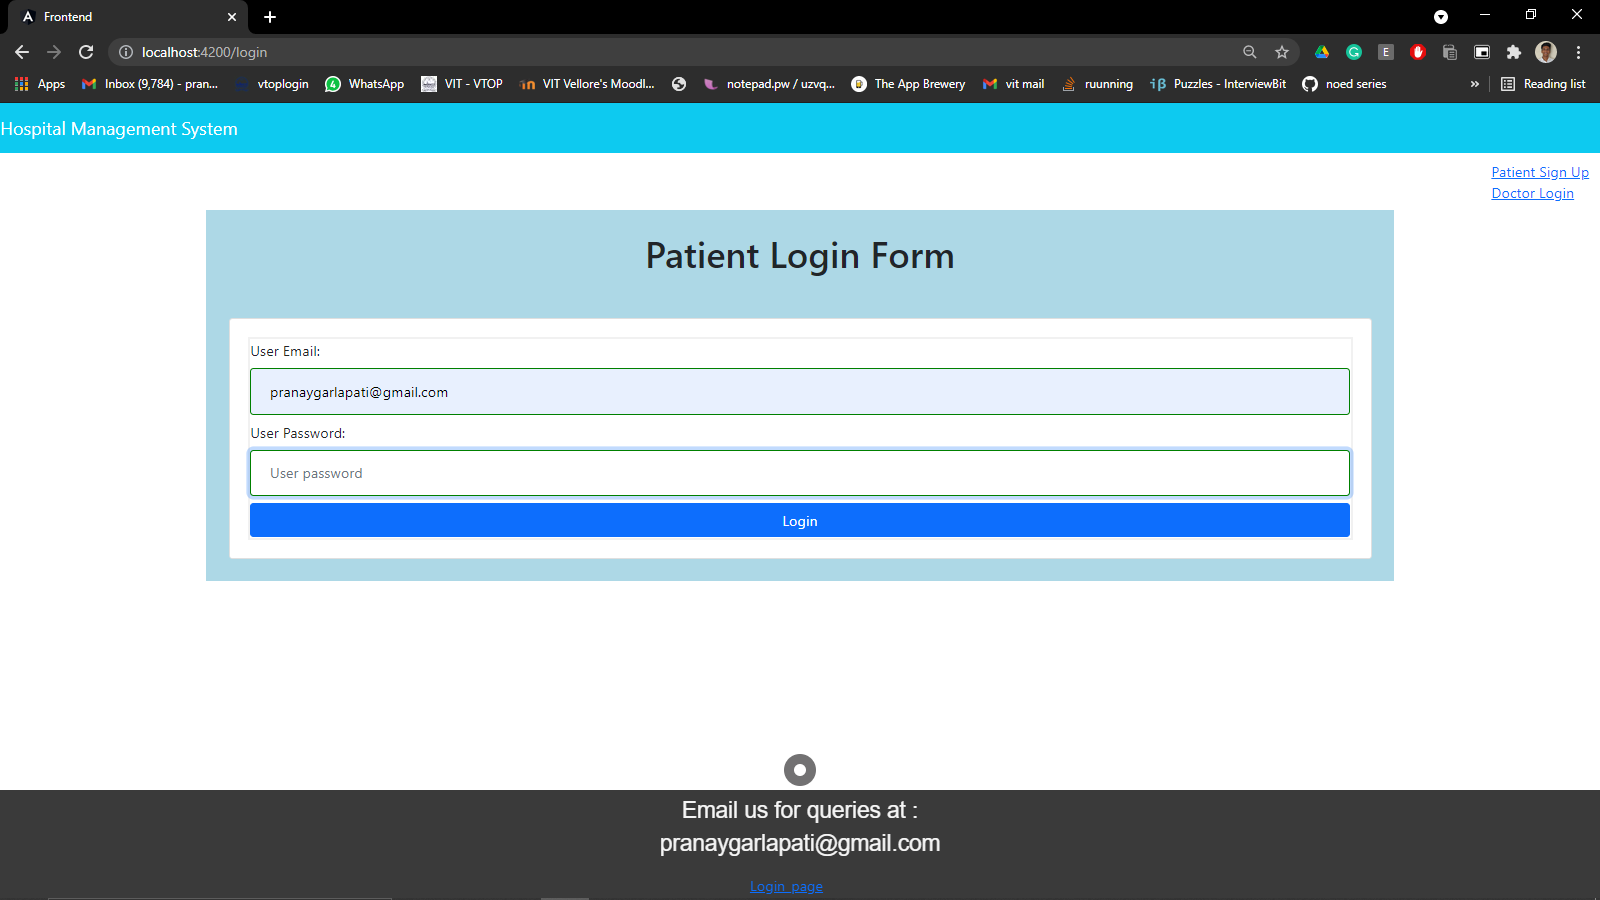 Frontend
localhost:4200/login
Apps
Inbox (9,784) - pran...
vtoplogin
4
WhatsApp
VIT - VTOP
VIT Vellore's Moodl...
notepad.pw / uzvq...
The App Brewery
vit mail
ruunning
Puzzles - InterviewBit
noed series
»
Reading list
Hospital Management System
Patient Sign Up
Doctor Login
Patient Login Form
User Email:
pranaygarlapati@gmail.com
User Password:
User password
Login
Email us for queries at :
pranaygarlapati@gmail.com
Login_page